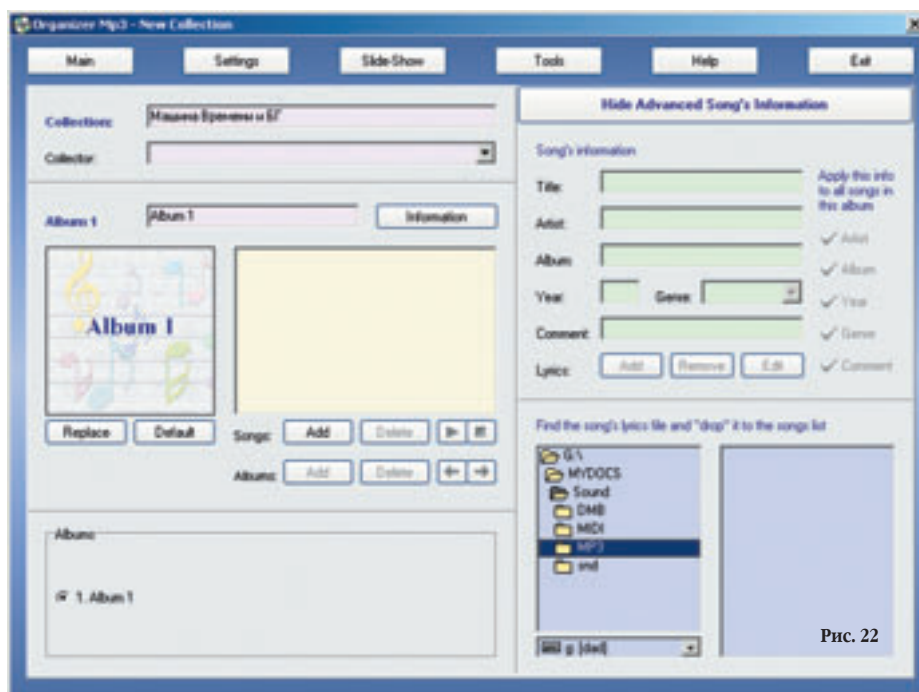 Organizer Mp3 - New Collection
Main Settings Slide-Show Tools Help Exit
Collection: Машина Времены и БГ
Collector:
Album 1 Album 1 Information
Album 1
Replace Default
Songs: Add Delete
Albums: Add Delete
Albums
1. Album 1
Hide Advanced Song's Information
Song's information
Title:
Artist:
Album:
Year: Genre:
Comment:
Lyrics: Add Remove Edit
Apply this info
to all songs in
this album
Artist
Album
Year
Genre
Comment
Find the song's lyrics file and "drop" it to the songs list
G:\
MYDOCS
Sound
DMB
MIDI
MP3
snd
g: [dad]
Рис. 22